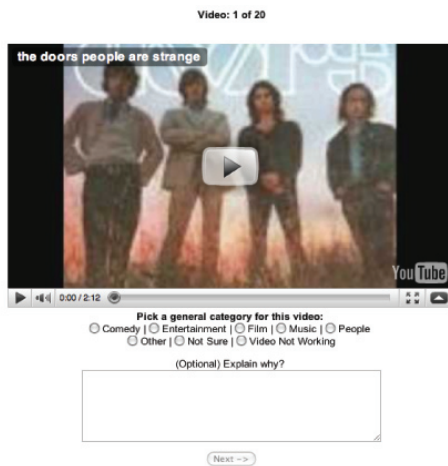 Video: 1 of 20
the doors people are strange
YouTube
0:00 / 2:12
Pick a general category for this video:
Comedy | Entertainment | Film | Music | People
Other | Not Sure | Video Not Working
(Optional) Explain why?
Next ->